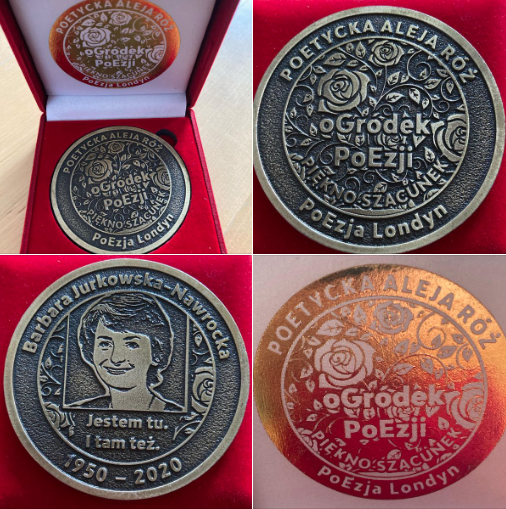 POETYCKA ALEJA RÓŻ
oGrodek
PoEzji
PIĘKNO·SZACUNEK
PoEzja Londyn
POETYCKA ALEJA RÓŻ
oGrodek
PoEzji
PIĘKNO·SZACUNEK
PoEzja Londyn
POETYCKA ALEJA RÓŻ
oGrodek
PoEzji
PIĘKNO·SZACUNEK
PoEzja Londyn
Barbara Jurkowska-Nawrocka
Jestem tu.
I tam też.
1950 – 2020
POETYCKA ALEJA RÓŻ
oGrodek
PoEzji
PIĘKNO·SZACUNEK
PoEzja Londyn